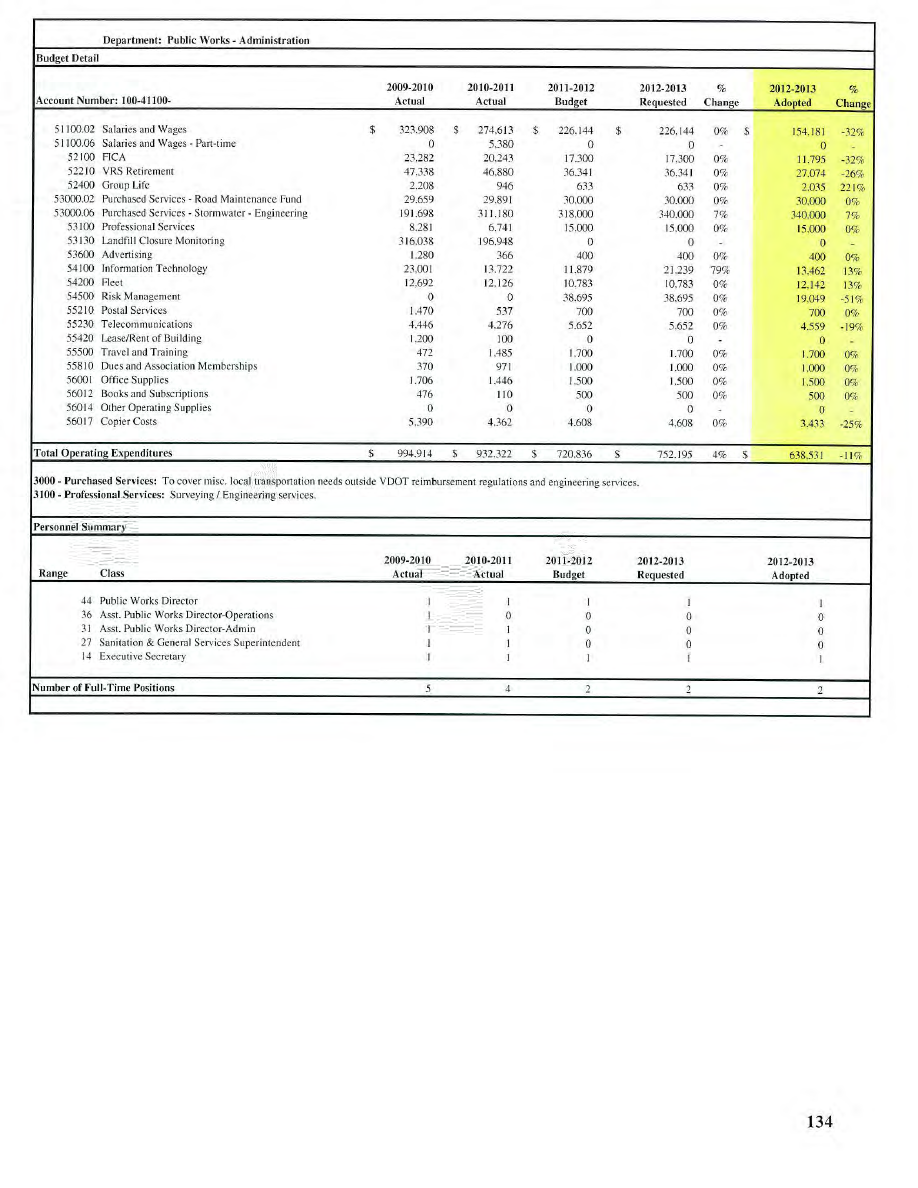 Department: Public Works - Administration
Budget Detail
2009-2010 2010-2011 2011-2012 2012-2013 % 2012-2013 %
Account Number: 100-41100- Actual Actual Budget Requested Change Adopted Change
51100.02 Salaries and Wages $ 323,908 $ 274,613 $ 226,144 $ 226,144 0% $ 154,181 -32%
51100.06 Salaries and Wages - Part-time 0 5,380 0 0 - 0 -
52100 FICA 23,282 20,243 17,300 17,300 0% 11,795 -32%
52210 VRS Retirement 47,338 46,880 36,341 36,341 0% 27,074 -26%
52400 Group Life 2,208 946 633 633 0% 2,035 221%
53000.02 Purchased Services - Road Maintenance Fund 29,659 29,891 30,000 30,000 0% 30,000 0%
53000.06 Purchased Services - Stormwater - Engineering 191,698 311,180 318,000 340,000 7% 340,000 7%
53100 Professional Services 8,281 6,741 15,000 15,000 0% 15,000 0%
53130 Landfill Closure Monitoring 316,038 196,948 0 0 - 0 -
53600 Advertising 1,280 366 400 400 0% 400 0%
54100 Information Technology 23,001 13,722 11,879 21,239 79% 13,462 13%
54200 Fleet 12,692 12,126 10,783 10,783 0% 12,142 13%
54500 Risk Management 0 0 38,695 38,695 0% 19,049 -51%
55210 Postal Services 1,470 537 700 700 0% 700 0%
55230 Telecommunications 4,446 4,276 5,652 5,652 0% 4,559 -19%
55420 Lease/Rent of Building 1,200 100 0 0 - 0 -
55500 Travel and Training 472 1,485 1,700 1,700 0% 1,700 0%
55810 Dues and Association Memberships 370 971 1,000 1,000 0% 1,000 0%
56001 Office Supplies 1,706 1,446 1,500 1,500 0% 1,500 0%
56012 Books and Subscriptions 476 110 500 500 0% 500 0%
56014 Other Operating Supplies 0 0 0 0 - 0 -
56017 Copier Costs 5,390 4,362 4,608 4,608 0% 3,433 -25%
Total Operating Expenditures $ 994,914 $ 932,322 $ 720,836 $ 752,195 4% $ 638,531 -11%
3000 - Purchased Services: To cover misc. local transportation needs outside VDOT reimbursement regulations and engineering services.
3100 - Professional Services: Surveying / Engineering services.
Personnel Summary
2009-2010 2010-2011 2011-2012 2012-2013 2012-2013
Range Class Actual Actual Budget Requested Adopted
44 Public Works Director 1 1 1 1 1
36 Asst. Public Works Director-Operations 1 0 0 0 0
31 Asst. Public Works Director-Admin 1 1 0 0 0
27 Sanitation & General Services Superintendent 1 1 0 0 0
14 Executive Secretary 1 1 1 1 1
Number of Full-Time Positions 5 4 2 2 2
134